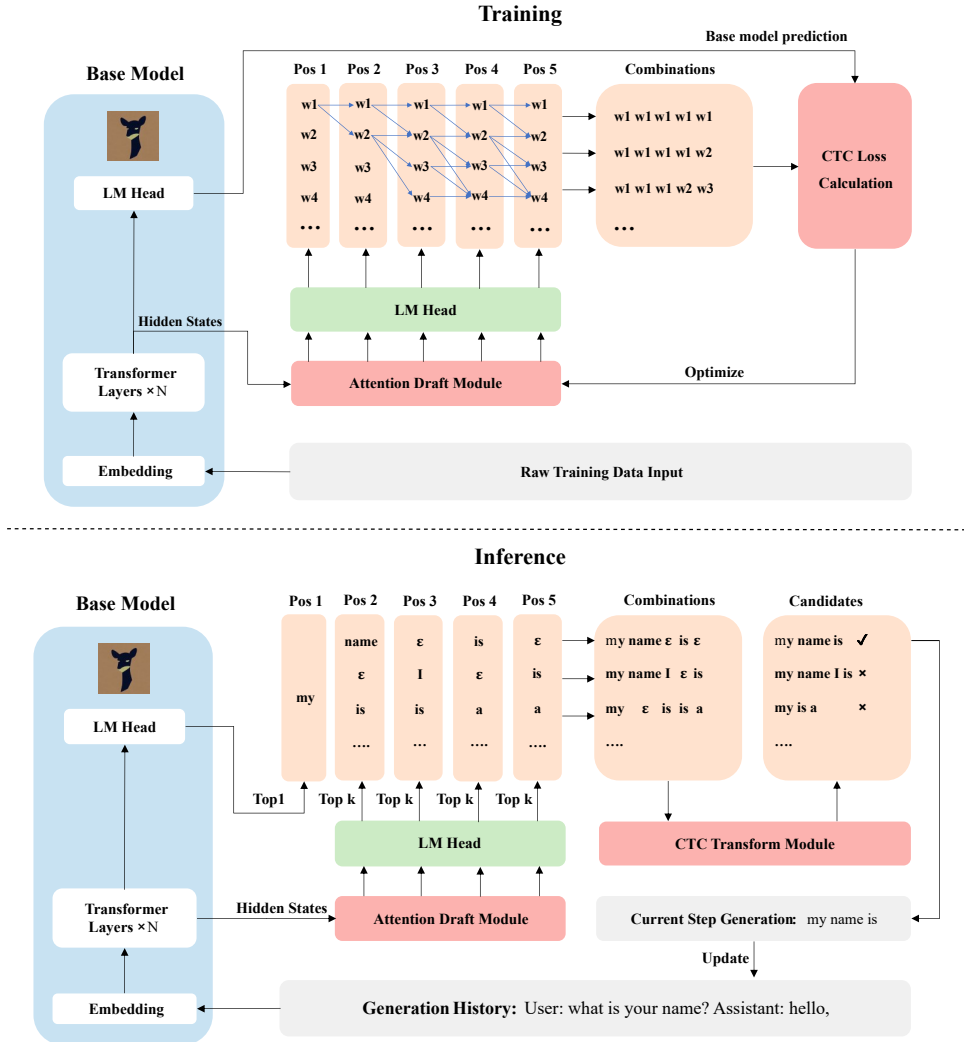 Training
Base model prediction
Base Model
Pos 1 Pos 2 Pos 3 Pos 4 Pos 5 Combinations
w1 w1 w1 w1 w1
w2 w2 w2 w2 w2
w3 w3 w3 w3 w3
w4 w4 w4 w4 w4
... ... ... ... ...
w1 w1 w1 w1 w1
w1 w1 w1 w1 w2
w1 w1 w1 w2 w3
...
CTC Loss
Calculation
LM Head
LM Head
Hidden States
Transformer
Layers ×N
Attention Draft Module
Optimize
Embedding
Raw Training Data Input
Inference
Base Model
Pos 1 Pos 2 Pos 3 Pos 4 Pos 5 Combinations Candidates
my
name ε is ε
ε I ε is
is is a a
.... ... .... ....
my name ε is ε
my name I ε is
my ε is is a
....
my name is ✓
my name I is ×
my is a ×
....
LM Head
Top1 Top k Top k Top k Top k
LM Head
CTC Transform Module
Transformer
Layers ×N
Hidden States
Attention Draft Module
Current Step Generation: my name is
Update
Embedding
Generation History: User: what is your name? Assistant: hello,